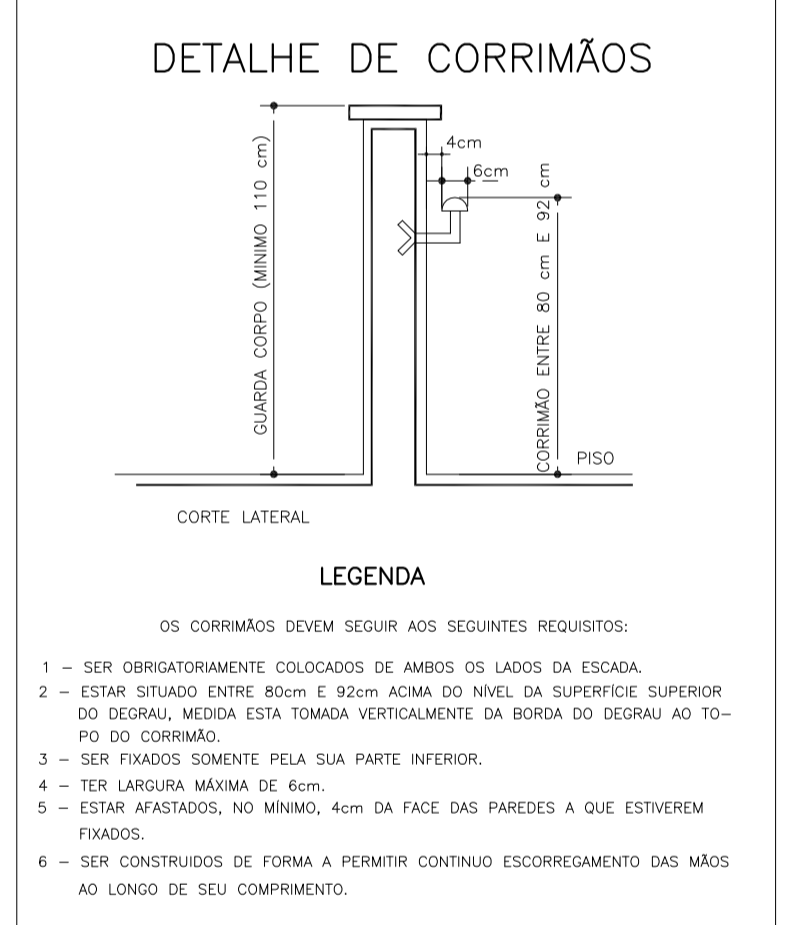 DETALHE DE CORRIMÃOS
GUARDA CORPO (MINIMO 110 cm)
4cm
6cm
CORRIMÃO ENTRE 80 cm E 92 cm
PISO
CORTE LATERAL
LEGENDA
OS CORRIMÃOS DEVEM SEGUIR AOS SEGUINTES REQUISITOS:
1 – SER OBRIGATORIAMENTE COLOCADOS DE AMBOS OS LADOS DA ESCADA.
2 – ESTAR SITUADO ENTRE 80cm E 92cm ACIMA DO NÍVEL DA SUPERFÍCIE SUPERIOR
DO DEGRAU, MEDIDA ESTA TOMADA VERTICALMENTE DA BORDA DO DEGRAU AO TO–
PO DO CORRIMÃO.
3 – SER FIXADOS SOMENTE PELA SUA PARTE INFERIOR.
4 – TER LARGURA MÁXIMA DE 6cm.
5 – ESTAR AFASTADOS, NO MÍNIMO, 4cm DA FACE DAS PAREDES A QUE ESTIVEREM
FIXADOS.
6 – SER CONSTRUIDOS DE FORMA A PERMITIR CONTINUO ESCORREGAMENTO DAS MÃOS
AO LONGO DE SEU COMPRIMENTO.